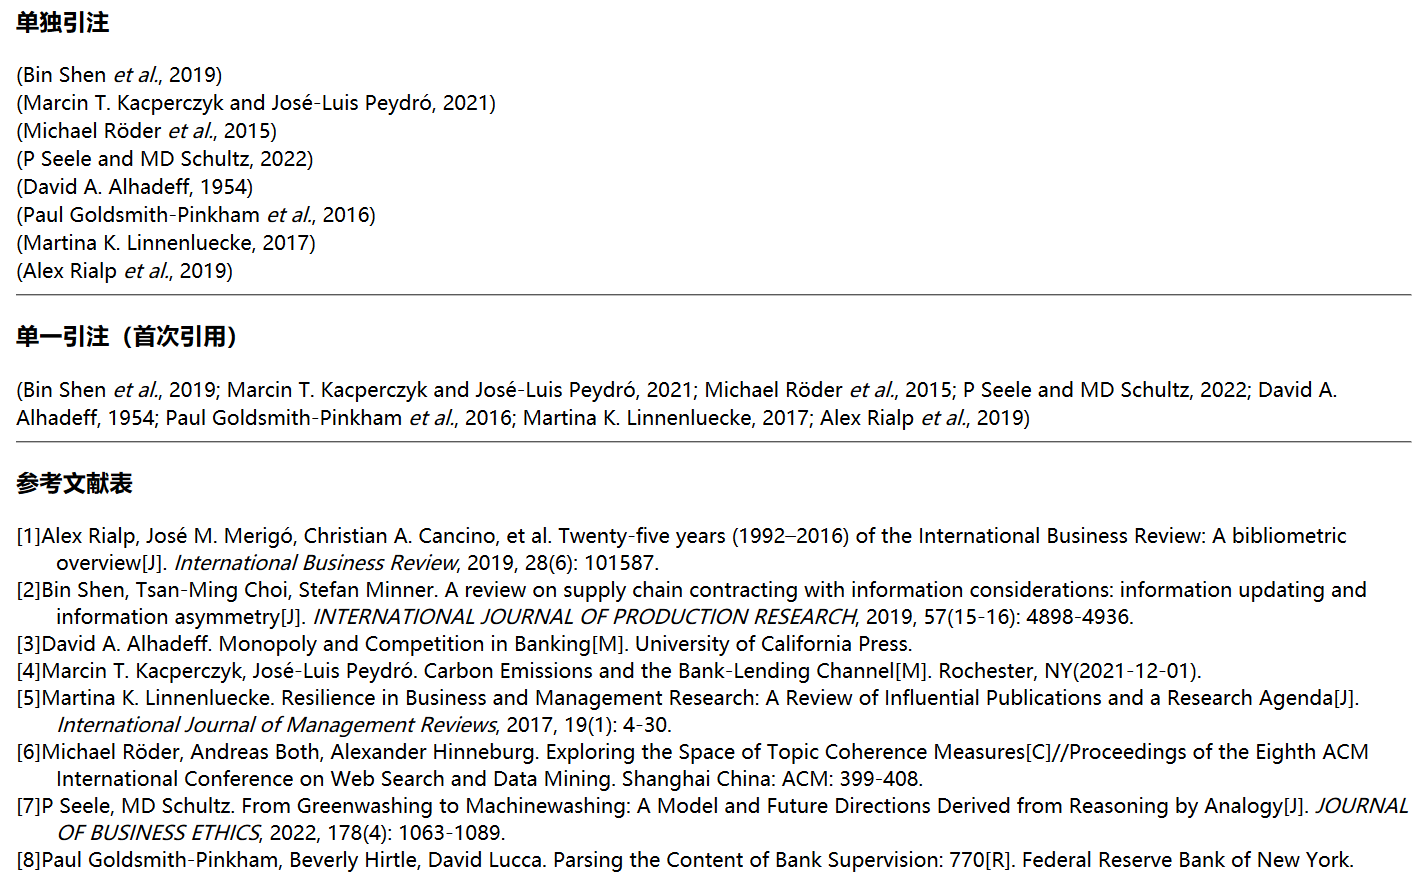 单独引注
(Bin Shen et al., 2019)
(Marcin T. Kacperczyk and José-Luis Peydró, 2021)
(Michael Röder et al., 2015)
(P Seele and MD Schultz, 2022)
(David A. Alhadeff, 1954)
(Paul Goldsmith-Pinkham et al., 2016)
(Martina K. Linnenluecke, 2017)
(Alex Rialp et al., 2019)
单一引注（首次引用）
(Bin Shen et al., 2019; Marcin T. Kacperczyk and José-Luis Peydró, 2021; Michael Röder et al., 2015; P Seele and MD Schultz, 2022; David A.
Alhadeff, 1954; Paul Goldsmith-Pinkham et al., 2016; Martina K. Linnenluecke, 2017; Alex Rialp et al., 2019)
参考文献表
[1]Alex Rialp, José M. Merigó, Christian A. Cancino, et al. Twenty-five years (1992–2016) of the International Business Review: A bibliometric
overview[J]. International Business Review, 2019, 28(6): 101587.
[2]Bin Shen, Tsan-Ming Choi, Stefan Minner. A review on supply chain contracting with information considerations: information updating and
information asymmetry[J]. INTERNATIONAL JOURNAL OF PRODUCTION RESEARCH, 2019, 57(15-16): 4898-4936.
[3]David A. Alhadeff. Monopoly and Competition in Banking[M]. University of California Press.
[4]Marcin T. Kacperczyk, José-Luis Peydró. Carbon Emissions and the Bank-Lending Channel[M]. Rochester, NY(2021-12-01).
[5]Martina K. Linnenluecke. Resilience in Business and Management Research: A Review of Influential Publications and a Research Agenda[J].
International Journal of Management Reviews, 2017, 19(1): 4-30.
[6]Michael Röder, Andreas Both, Alexander Hinneburg. Exploring the Space of Topic Coherence Measures[C]//Proceedings of the Eighth ACM
International Conference on Web Search and Data Mining. Shanghai China: ACM: 399-408.
[7]P Seele, MD Schultz. From Greenwashing to Machinewashing: A Model and Future Directions Derived from Reasoning by Analogy[J]. JOURNAL
OF BUSINESS ETHICS, 2022, 178(4): 1063-1089.
[8]Paul Goldsmith-Pinkham, Beverly Hirtle, David Lucca. Parsing the Content of Bank Supervision: 770[R]. Federal Reserve Bank of New York.